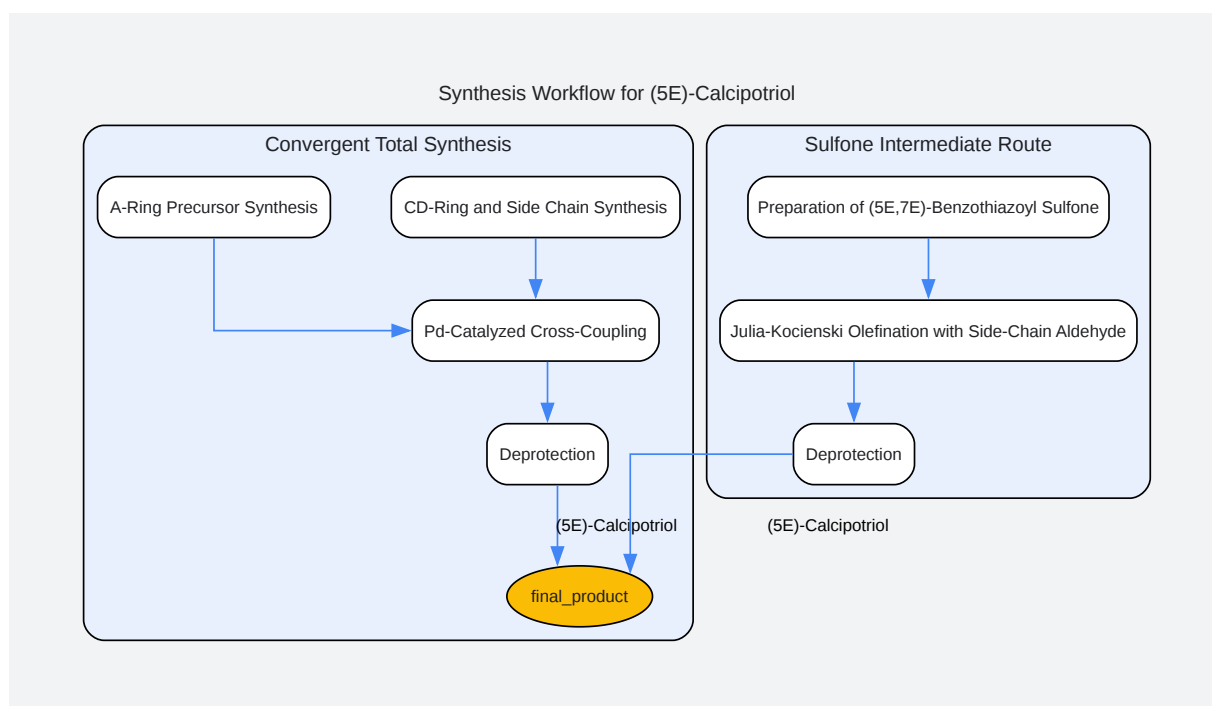 Synthesis Workflow for (5E)-Calcipotriol
Convergent Total Synthesis
A-Ring Precursor Synthesis
CD-Ring and Side Chain Synthesis
Pd-Catalyzed Cross-Coupling
Deprotection
(5E)-Calcipotriol
final_product
Sulfone Intermediate Route
Preparation of (5E,7E)-Benzothiazoyl Sulfone
Julia-Kocienski Olefination with Side-Chain Aldehyde
Deprotection
(5E)-Calcipotriol